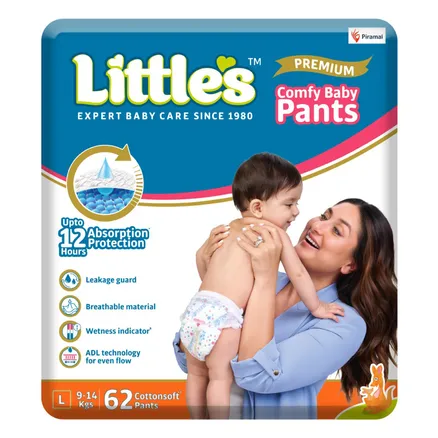 Piramal
Little's™
EXPERT BABY CARE SINCE 1980
PREMIUM
Comfy Baby
Pants
Upto
12 Absorption
Hours Protection
Leakage guard
Breathable material
Wetness indicator*
ADL technology
for even flow
L 9-14
Kgs
62 Cottonsoft
Pants